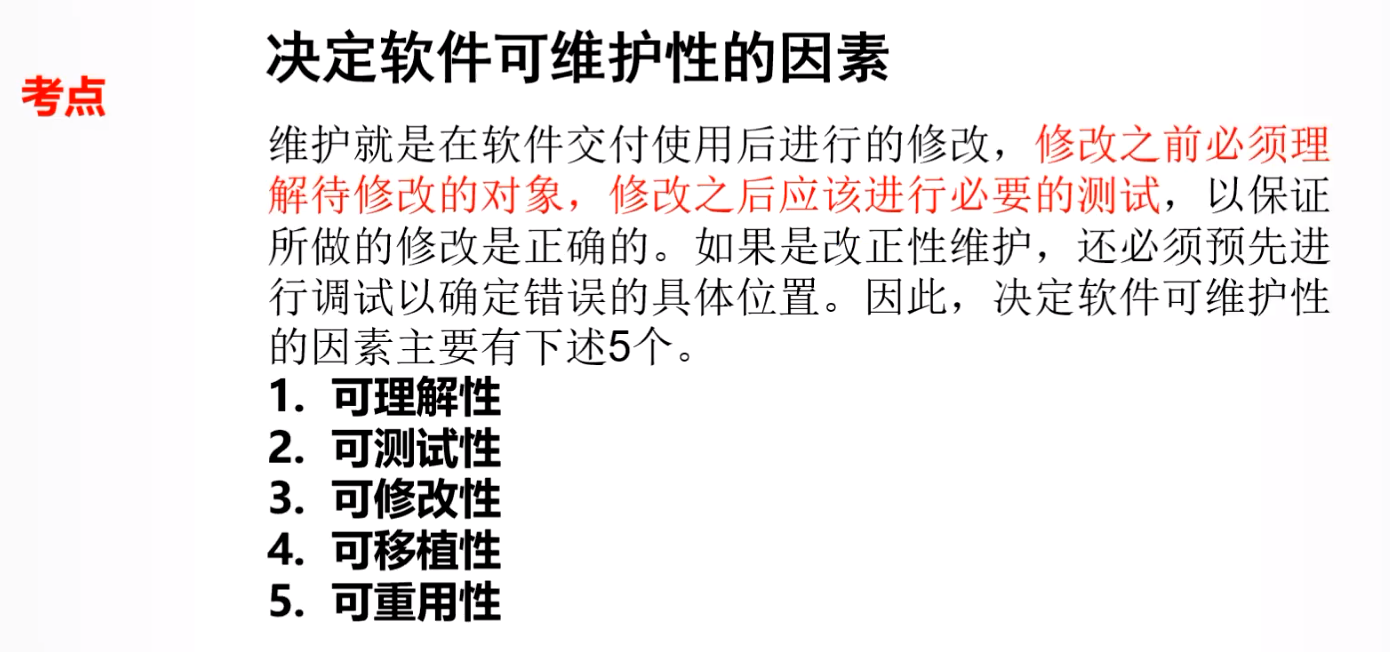 决定软件可维护性的因素
考点
维护就是在软件交付使用后进行的修改，修改之前必须理
解待修改的对象，修改之后应该进行必要的测试，以保证
所做的修改是正确的。如果是改正性维护，还必须预先进
行调试以确定错误的具体位置。因此，决定软件可维护性
的因素主要有下述5个。
1. 可理解性
2. 可测试性
3. 可修改性
4. 可移植性
5. 可重用性